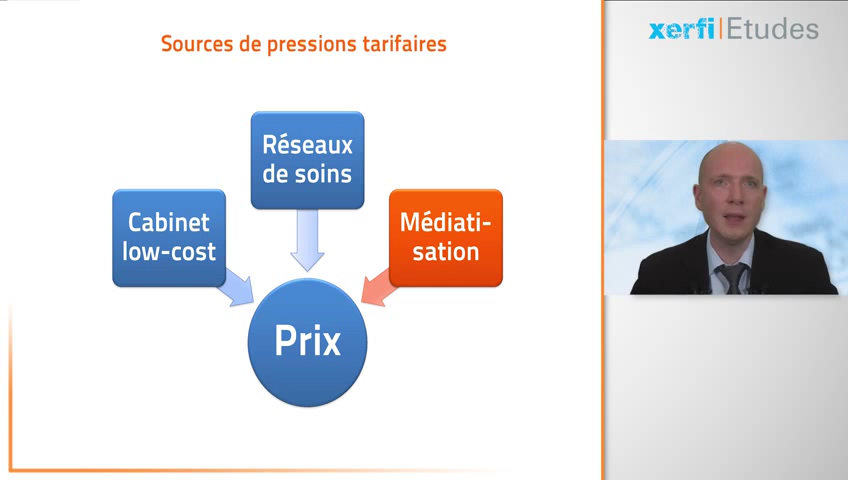 Sources de pressions tarifaires
xerfi|Etudes
Réseaux
de soins
Cabinet
low-cost
Médiati-
sation
Prix